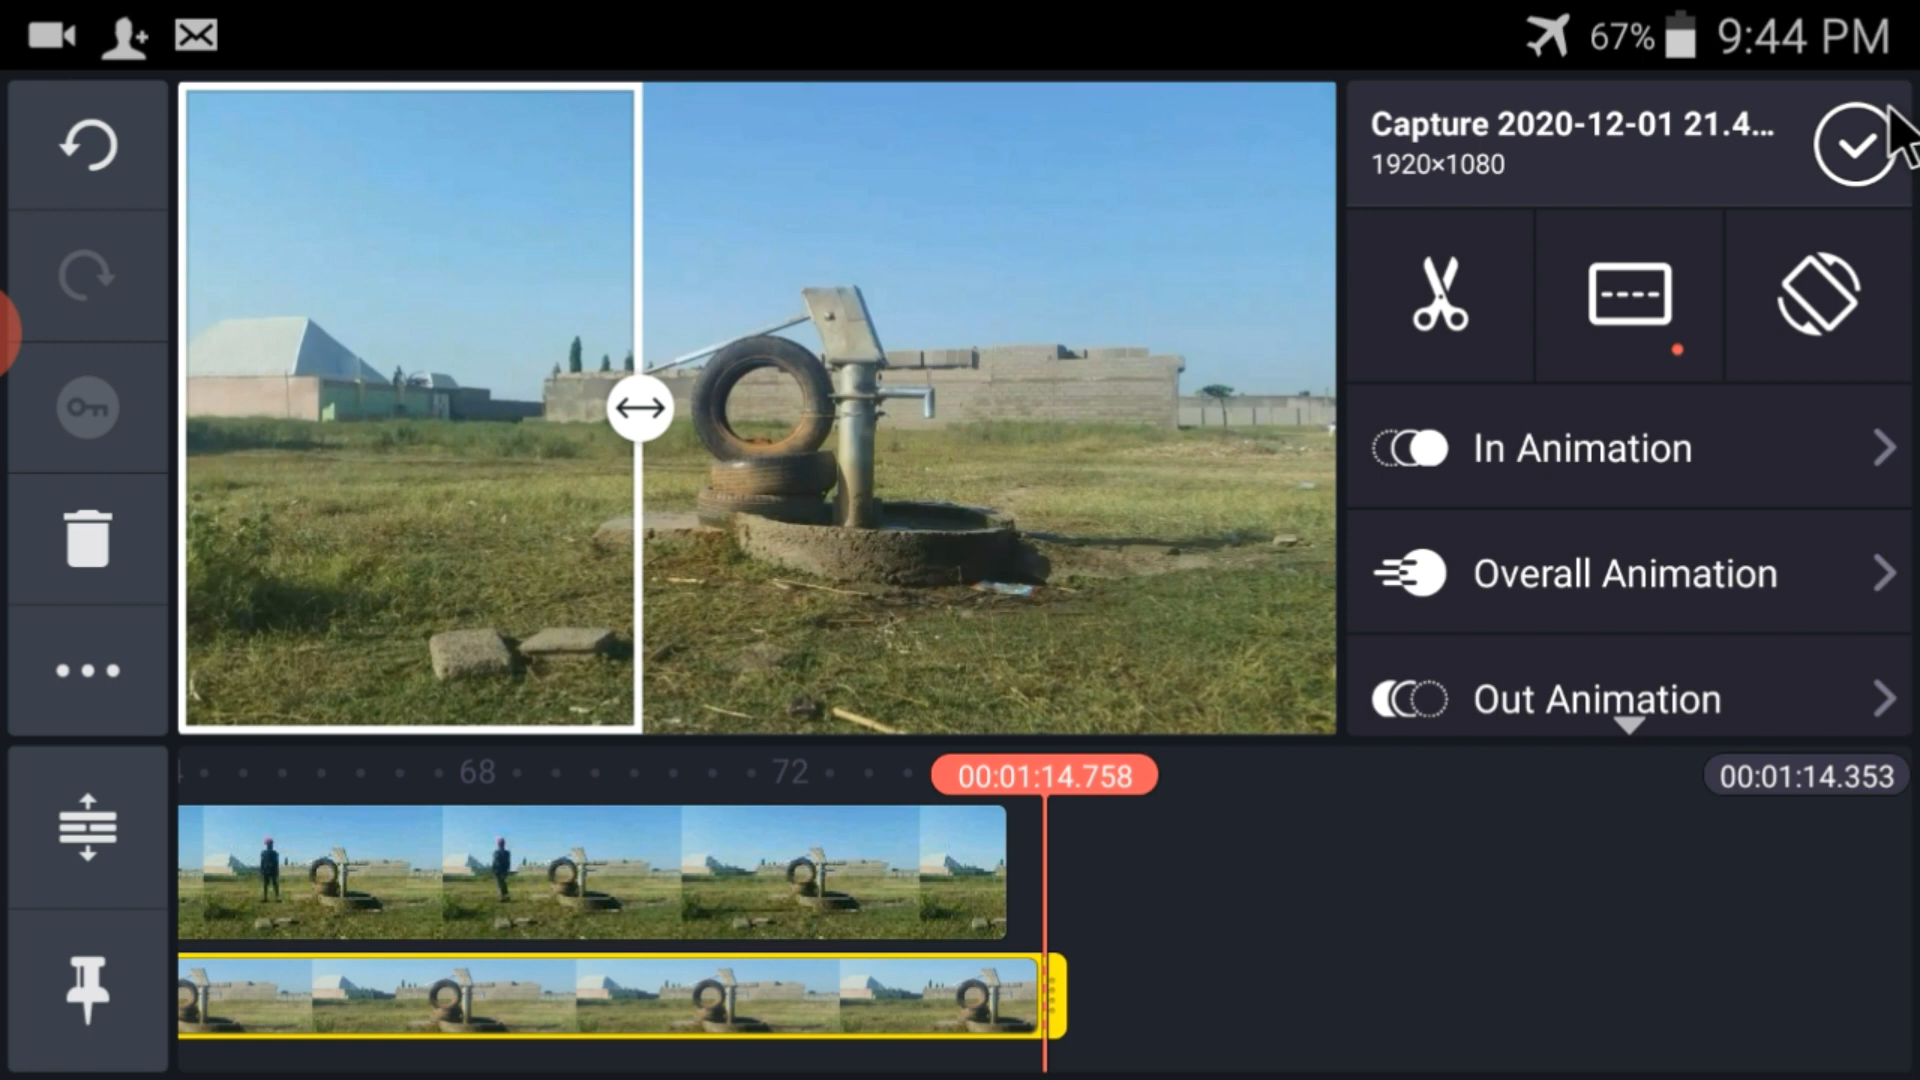 67% 9:44 PM
Capture 2020-12-01 21.4...
1920×1080
In Animation
Overall Animation
Out Animation
68 72 00:01:14.758 00:01:14.353